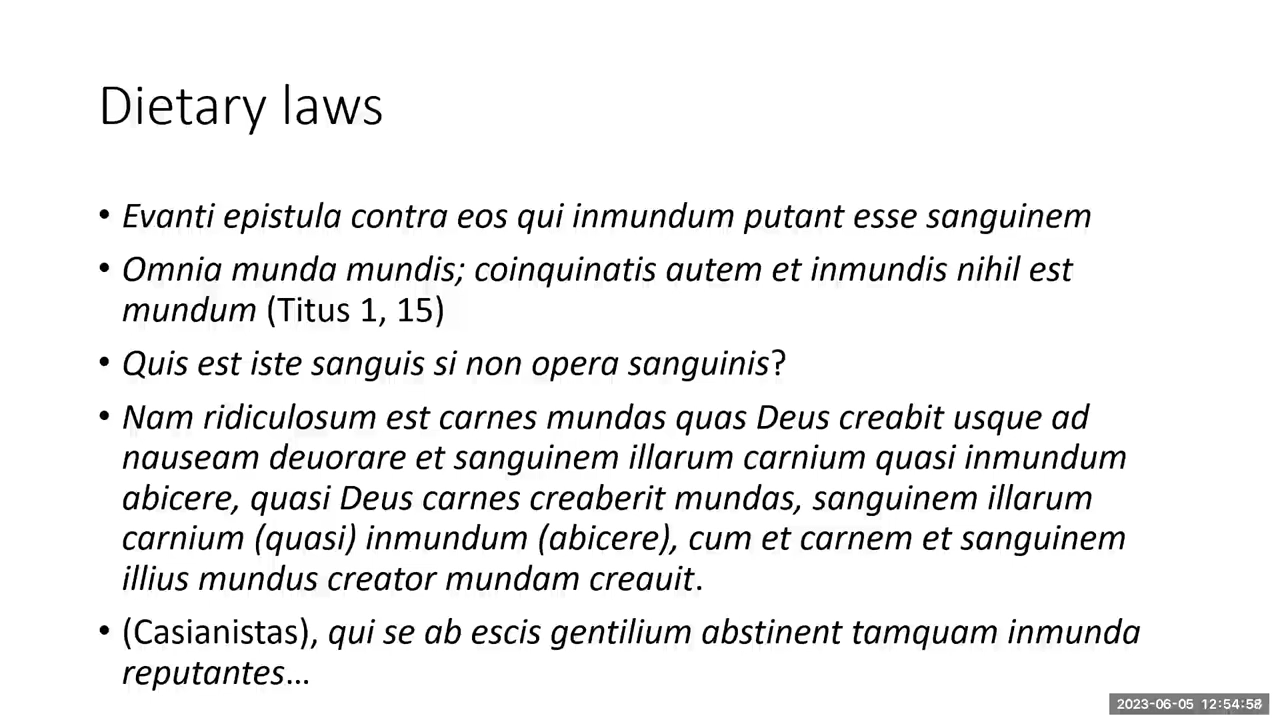 Dietary laws
• Evanti epistula contra eos qui inmundum putant esse sanguinem
• Omnia munda mundis; coinquinatis autem et inmundis nihil est
mundum (Titus 1, 15)
• Quis est iste sanguis si non opera sanguinis?
• Nam ridiculosum est carnes mundas quas Deus creabit usque ad
nauseam deuorare et sanguinem illarum carnium quasi inmundum
abicere, quasi Deus carnes creaberit mundas, sanguinem illarum
carnium (quasi) inmundum (abicere), cum et carnem et sanguinem
illius mundus creator mundam creauit.
• (Casianistas), qui se ab escis gentilium abstinent tamquam inmunda
reputantes…
2023-06-05 12:54:58